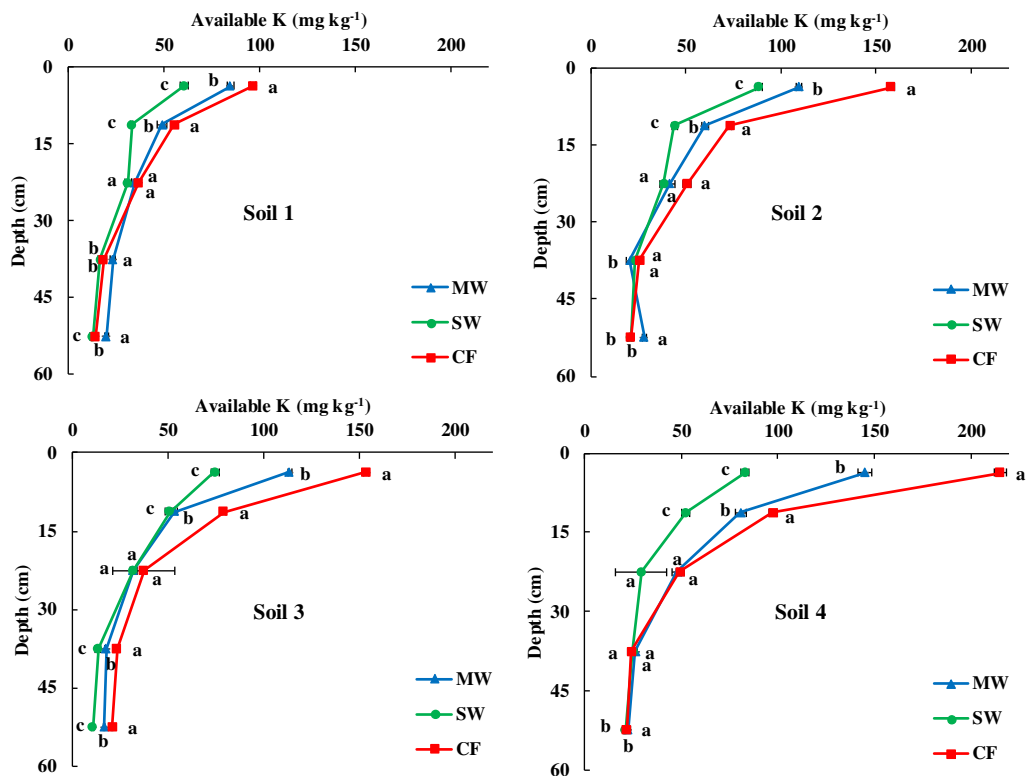 Available K (mg kg-1)
0 50 100 150 200
0
15
30
45
60
Depth (cm)
c b a
c b a
a a
a
b
b a
c b a
Soil 1
MW
SW
CF
Available K (mg kg-1)
0 50 100 150 200
0
15
30
45
60
Depth (cm)
c b a
c b a
a a a
b a
a
b b a
Soil 2
MW
SW
CF
Available K (mg kg-1)
0 50 100 150 200
0
15
30
45
60
Depth (cm)
c b a
c b a
a
a a
c b a
c b a
Soil 3
MW
SW
CF
Available K (mg kg-1)
0 50 100 150 200
0
15
30
45
60
Depth (cm)
c b a
c b a
a
a a
a a
a
b a
b
Soil 4
MW
SW
CF